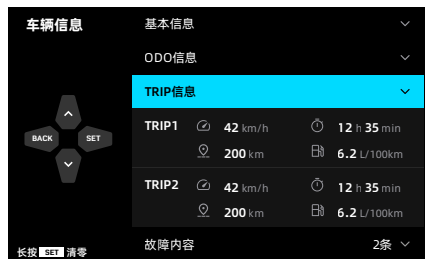 车辆信息
基本信息
ODO信息
TRIP信息
TRIP1 42 km/h 12 h 35 min
200 km 6.2 L/100km
TRIP2 42 km/h 12 h 35 min
200 km 6.2 L/100km
BACK SET
故障内容 2条
长按 SET 清零